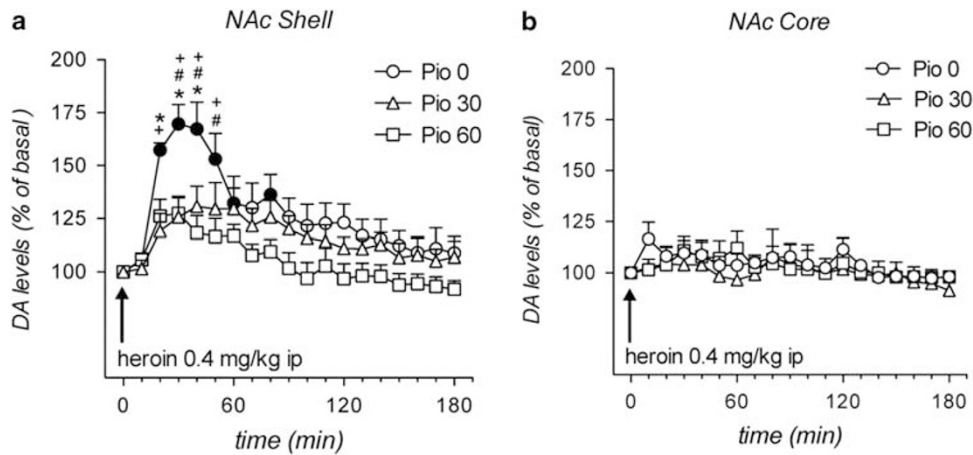 a
NAc Shell
+
#
*
+
#
*
*
+
+
#
Pio 0
Pio 30
Pio 60
200
175
150
125
100
DA levels (% of basal )
heroin 0.4 mg/kg ip
0
60
120
180
time (min)
b
NAc Core
Pio 0
Pio 30
Pio 60
200
175
150
125
100
DA levels (% of basal)
heroin 0.4 mg/kg ip
0
60
120
180
time (min)